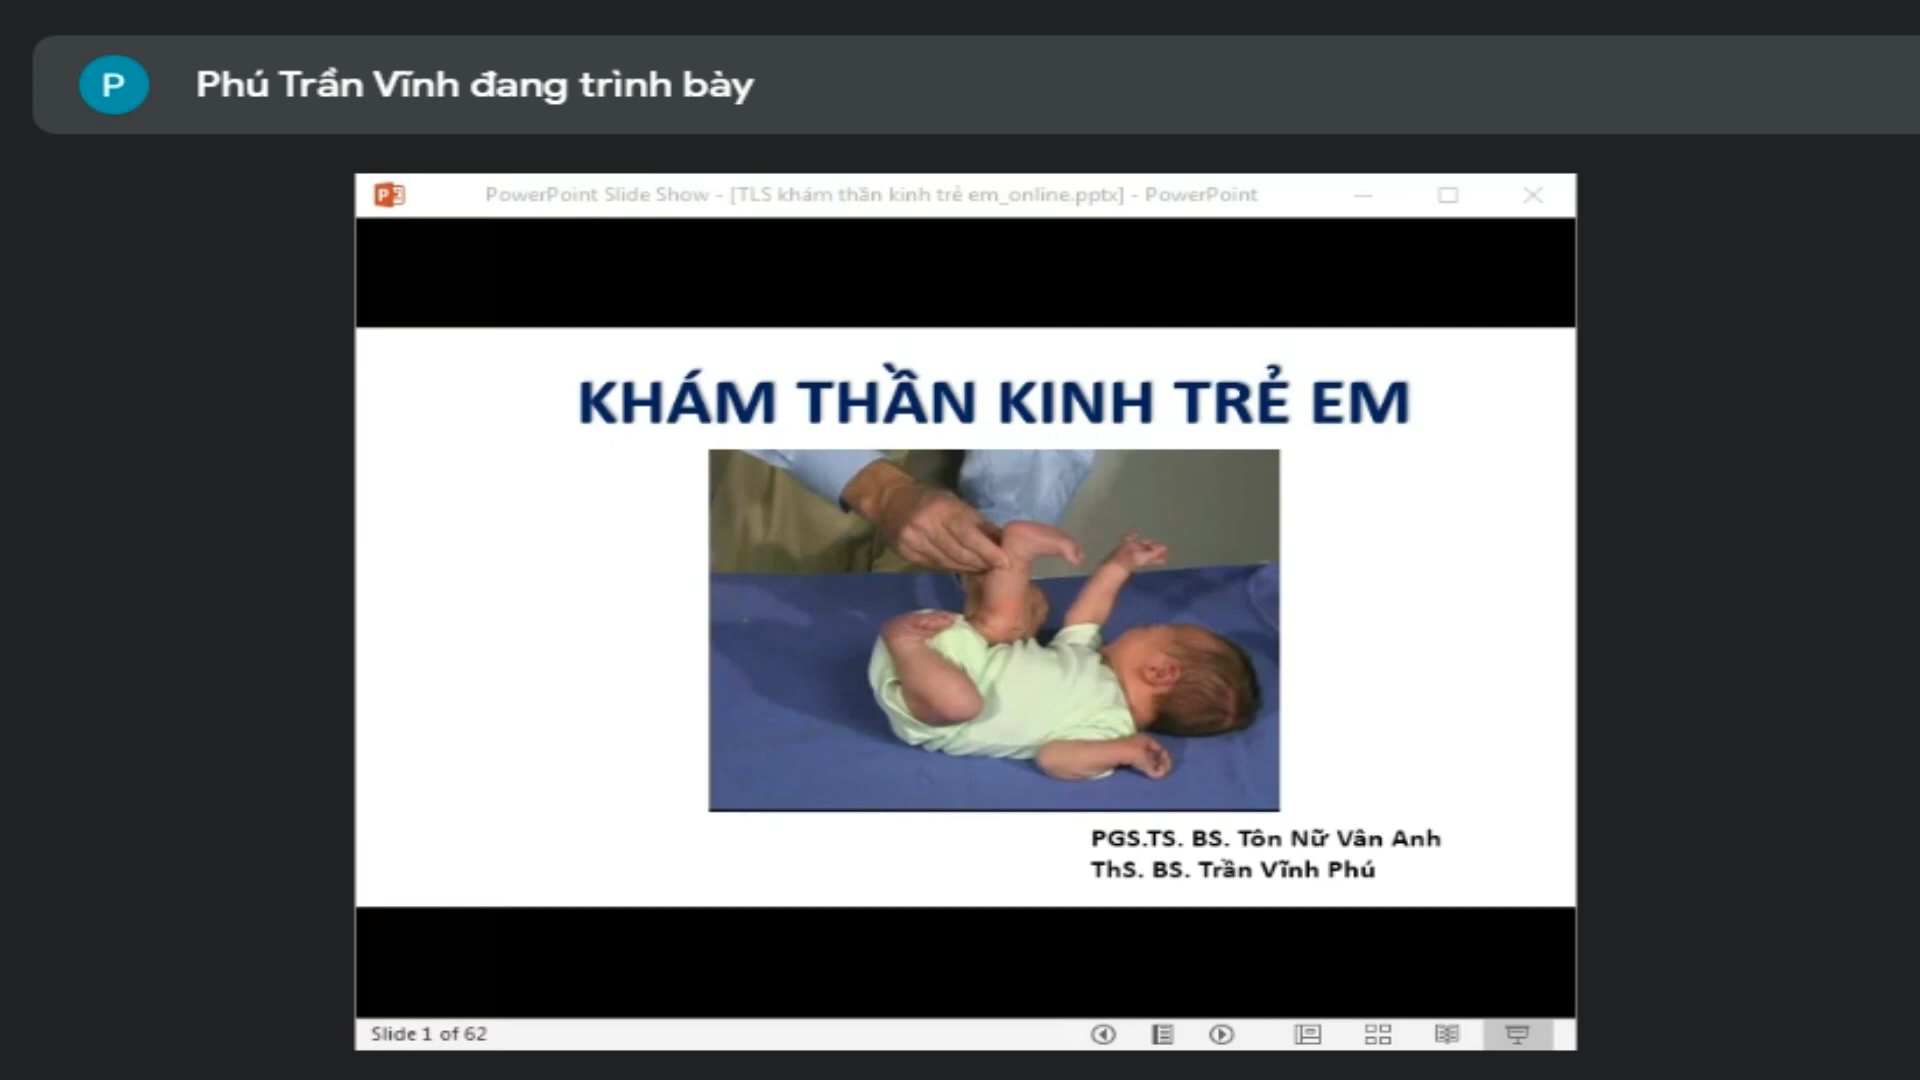 P Phú Trần Vĩnh đang trình bày
PowerPoint Slide Show - [TLS khám thần kinh trẻ em_online.pptx] - PowerPoint
KHÁM THẦN KINH TRẺ EM
PGS.TS. BS. Tôn Nữ Vân Anh
ThS. BS. Trần Vĩnh Phú
Slide 1 of 62